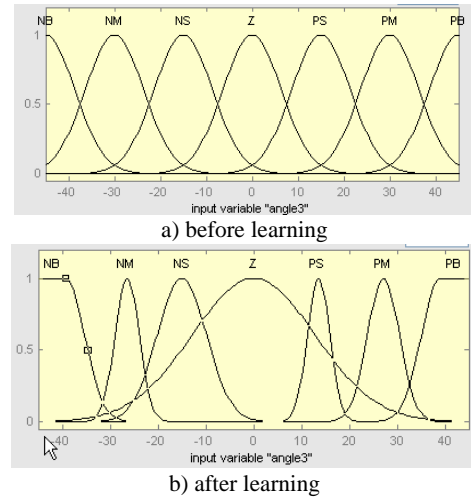 NB NM NS Z PS PM PB
1
0.5
0
-40 -30 -20 -10 0 10 20 30 40
input variable "angle3"
a) before learning
NB NM NS Z PS PM PB
1
0.5
0
-40 -30 -20 -10 0 10 20 30 40
input variable "angle3"
b) after learning